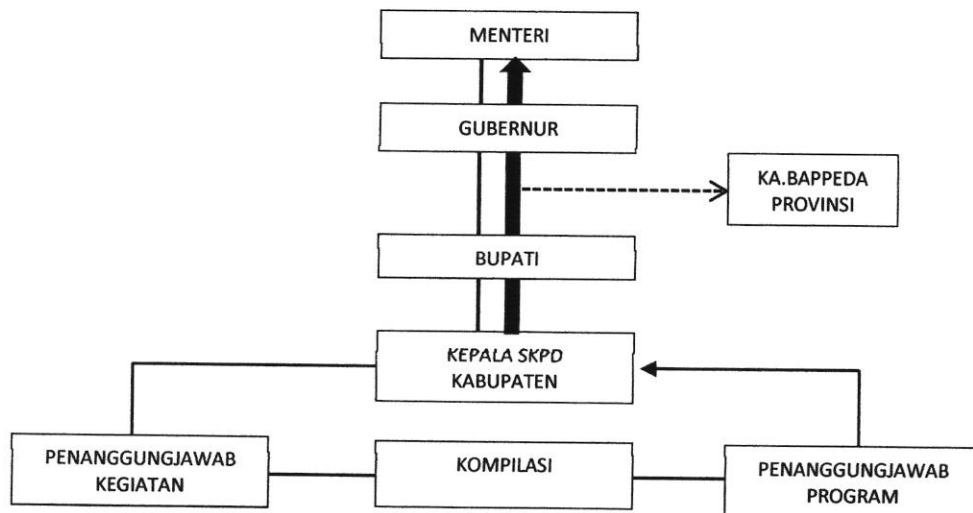 MENTERI
GUBERNUR
KA.BAPPEDA
PROVINSI
BUPATI
KEPALA SKPD
KABUPATEN
PENANGGUNGJAWAB
KEGIATAN
KOMPILASI
PENANGGUNGJAWAB
PROGRAM